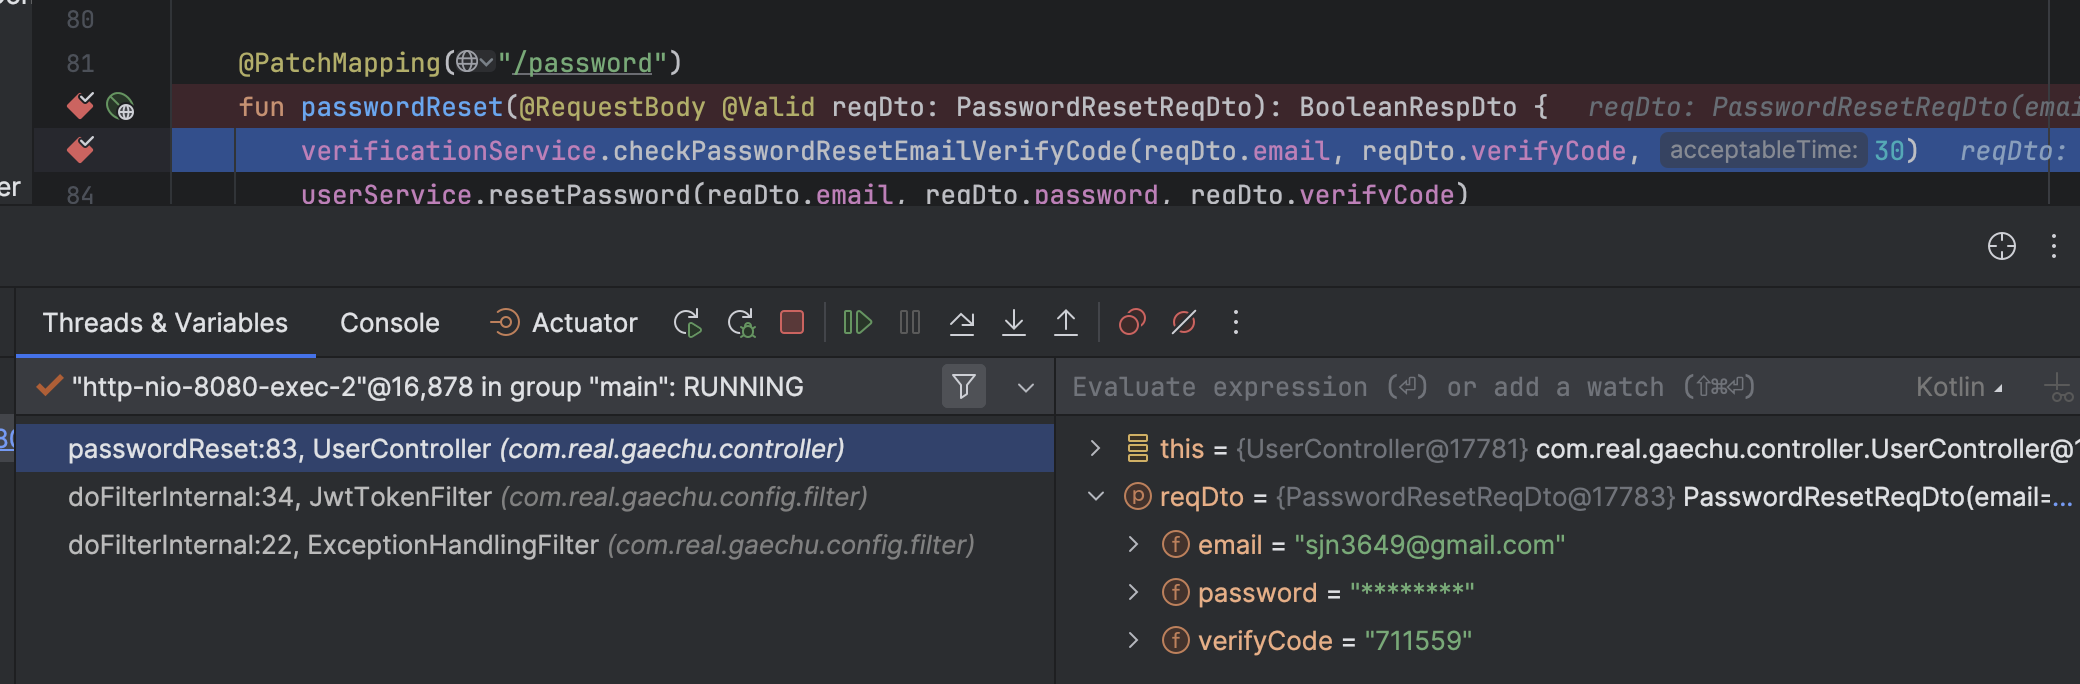 80
81 @PatchMapping("/password")
fun passwordReset(@RequestBody @Valid reqDto: PasswordResetReqDto): BooleanRespDto { reqDto: PasswordResetReqDto(emai
verificationService.checkPasswordResetEmailVerifyCode(reqDto.email, reqDto.verifyCode, acceptableTime: 30) reqDto:
er
84 userService.resetPassword(reqDto.email, reqDto.password, reqDto.verifyCode)
Threads & Variables Console Actuator
"http-nio-8080-exec-2"@16,878 in group "main": RUNNING
Evaluate expression (⏎) or add a watch (⇧⌘⏎) Kotlin
passwordReset:83, UserController (com.real.gaechu.controller)
doFilterInternal:34, JwtTokenFilter (com.real.gaechu.config.filter)
doFilterInternal:22, ExceptionHandlingFilter (com.real.gaechu.config.filter)
this = {UserController@17781} com.real.gaechu.controller.UserController@1
reqDto = {PasswordResetReqDto@17783} PasswordResetReqDto(email=...
email = "sjn3649@gmail.com"
password = "********"
verifyCode = "711559"